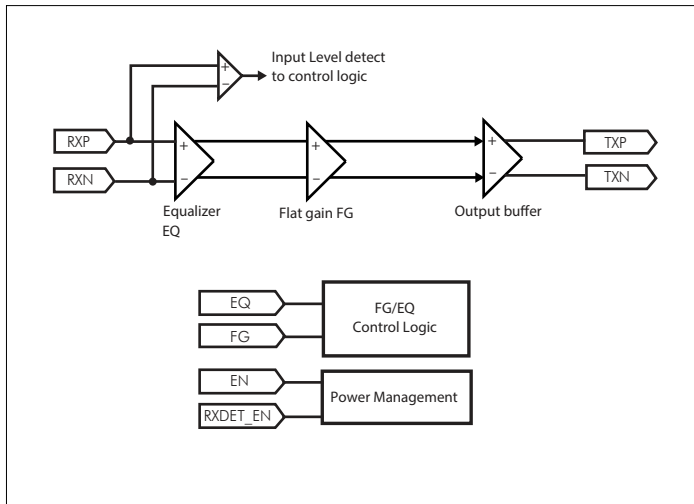 Input Level detect
to control logic
+
−
RXP
+
+
+
TXP
RXN
−
−
−
TXN
Equalizer
EQ
Flat gain FG
Output buffer
EQ
FG
FG/EQ
Control Logic
EN
RXDET_EN
Power Management